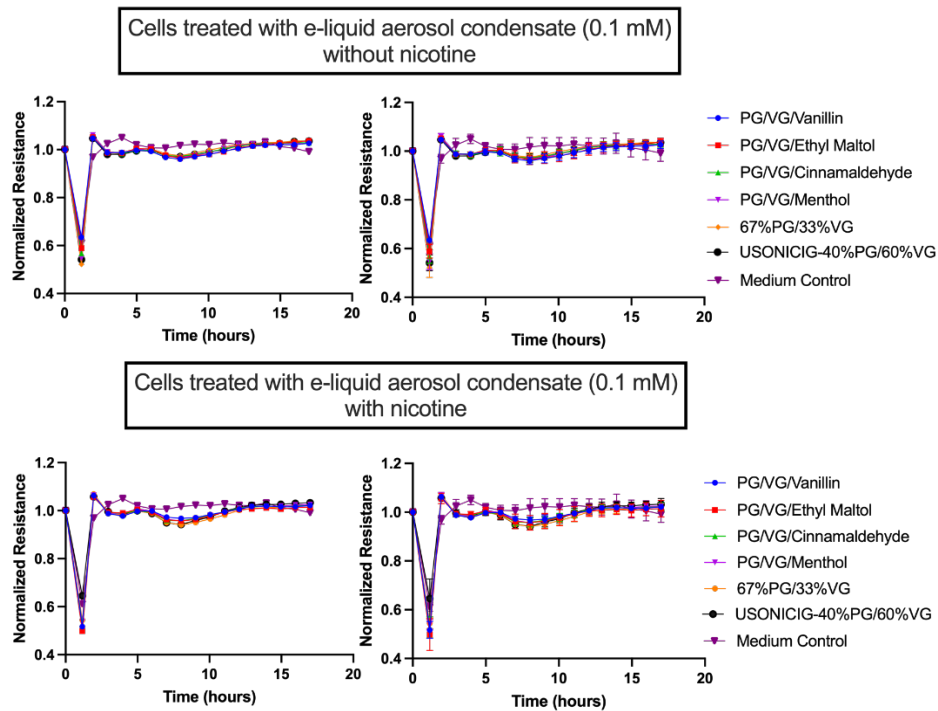 Cells treated with e-liquid aerosol condensate (0.1 mM)
without nicotine
Normalized Resistance
1.2
1.0
0.8
0.6
0.4
0
5
10
15
20
Time (hours)
Normalized Resistance
1.2
1.0
0.8
0.6
0.4
0
5
10
15
20
Time (hours)
PG/VG/Vanillin
PG/VG/Ethyl Maltol
PG/VG/Cinnamaldehyde
PG/VG/Menthol
67%PG/33%VG
USONICIG-40%PG/60%VG
Medium Control
Cells treated with e-liquid aerosol condensate (0.1 mM)
with nicotine
Normalized Resistance
1.2
1.0
0.8
0.6
0.4
0
5
10
15
20
Time (hours)
Normalized Resistance
1.2
1.0
0.8
0.6
0.4
0
5
10
15
20
Time (hours)
PG/VG/Vanillin
PG/VG/Ethyl Maltol
PG/VG/Cinnamaldehyde
PG/VG/Menthol
67%PG/33%VG
USONICIG-40%PG/60%VG
Medium Control